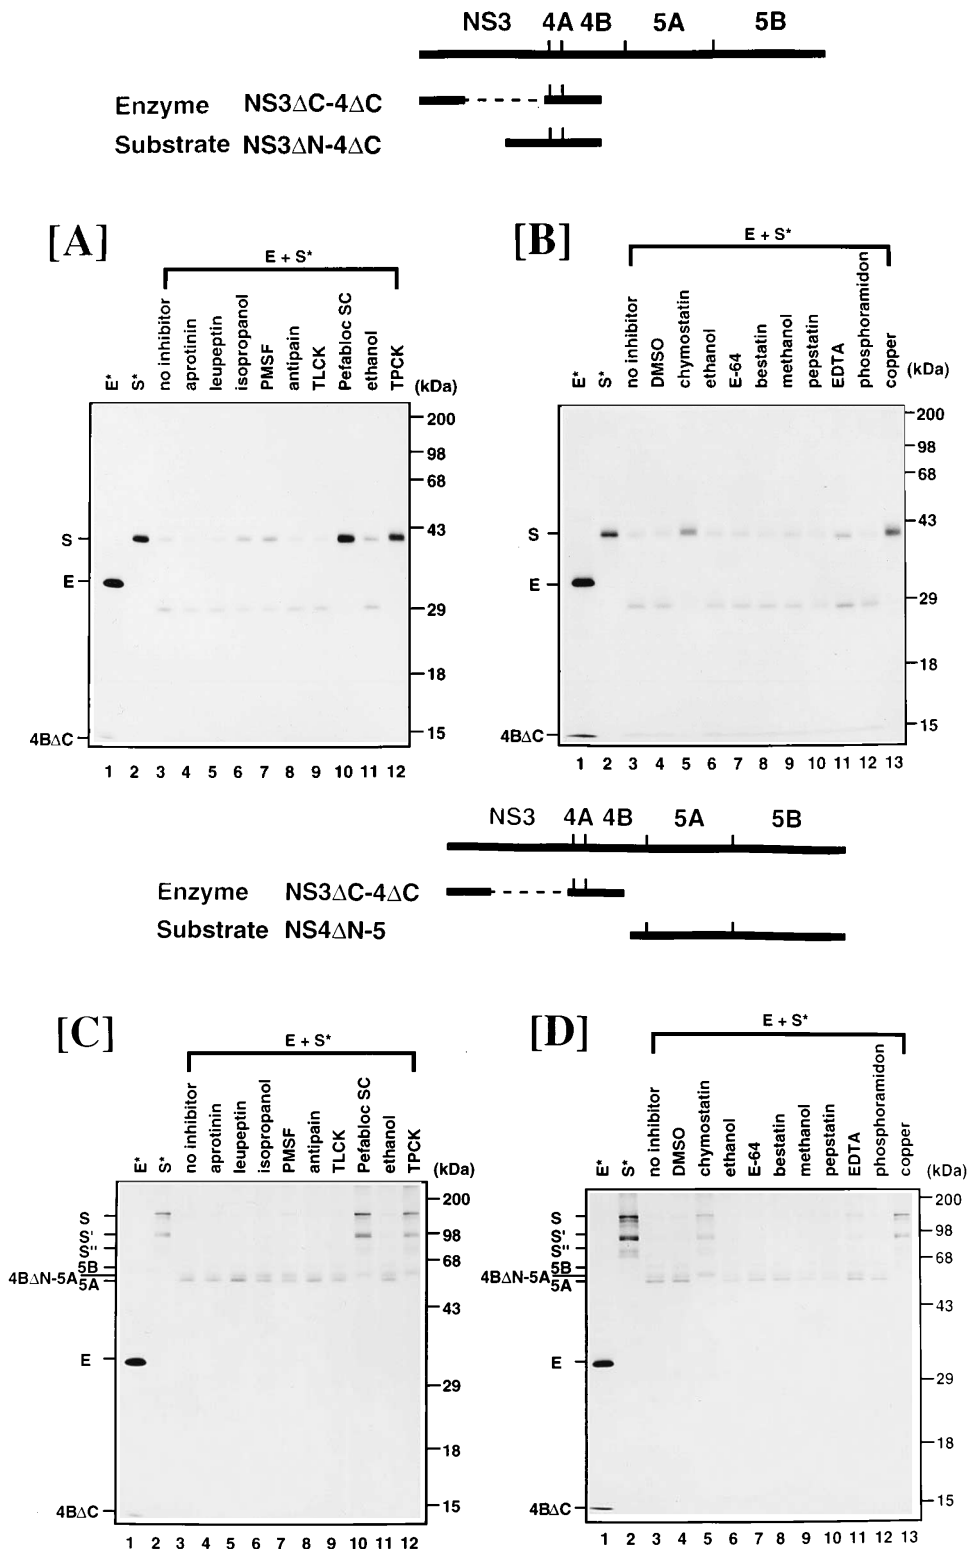 NS3 4A 4B 5A 5B
Enzyme NS3ΔC-4ΔC
Substrate NS3ΔN-4ΔC
[A]
E + S*
E*
S*
no inhibitor
aprotinin
leupeptin
isopropanol
PMSF
antipain
TLCK
Pefabloc SC
ethanol
TPCK
(kDa)
200
98
68
43
29
18
15
S
E
4BΔC
1 2 3 4 5 6 7 8 9 10 11 12
[B]
E + S*
E*
S*
no inhibitor
DMSO
chymostatin
ethanol
E-64
bestatin
methanol
pepstatin
EDTA
phosphoramidon
copper
(kDa)
200
98
68
43
29
18
15
S
E
4BΔC
1 2 3 4 5 6 7 8 9 10 11 12 13
NS3 4A 4B 5A 5B
Enzyme NS3ΔC-4ΔC
Substrate NS4ΔN-5
[C]
E + S*
E*
S*
no inhibitor
aprotinin
leupeptin
isopropanol
PMSF
antipain
TLCK
Pefabloc SC
ethanol
TPCK
(kDa)
200
98
68
43
29
18
15
S
S'
S"
5B
4BΔN-5A
5A
E
4BΔC
1 2 3 4 5 6 7 8 9 10 11 12
[D]
E + S*
E*
S*
no inhibitor
DMSO
chymostatin
ethanol
E-64
bestatin
methanol
pepstatin
EDTA
phosphoramidon
copper
(kDa)
200
98
68
43
29
18
15
S
S'
S"
5B
4BΔN-5A
5A
E
4BΔC
1 2 3 4 5 6 7 8 9 10 11 12 13